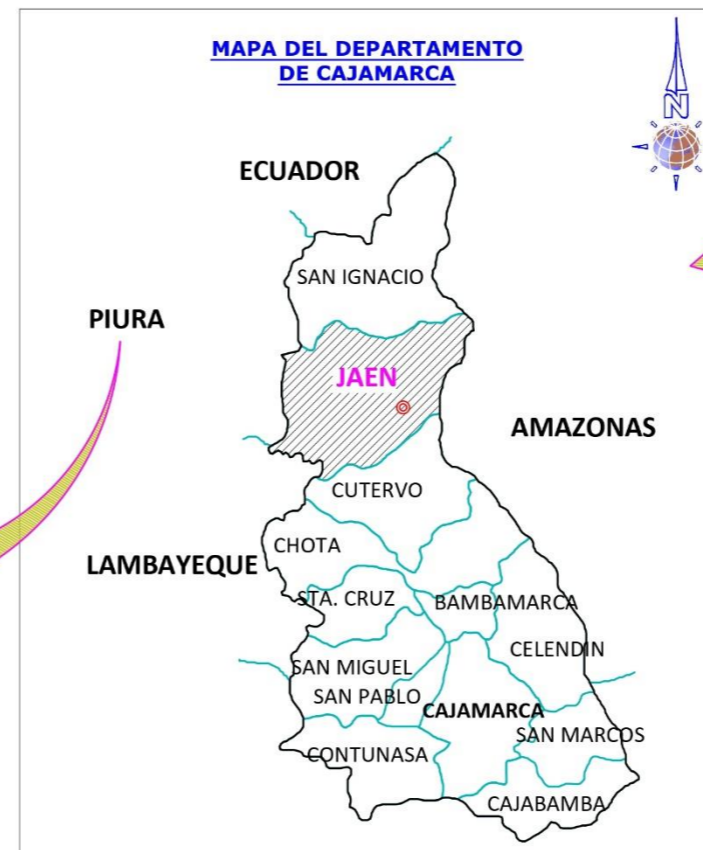 MAPA DEL DEPARTAMENTO
DE CAJAMARCA
N
ECUADOR
SAN IGNACIO
PIURA
JAEN
AMAZONAS
CUTERVO
CHOTA
LAMBAYEQUE
STA. CRUZ
BAMBAMARCA
CELENDIN
SAN MIGUEL
SAN PABLO
CAJAMARCA
SAN MARCOS
CONTUNASA
CAJABAMBA